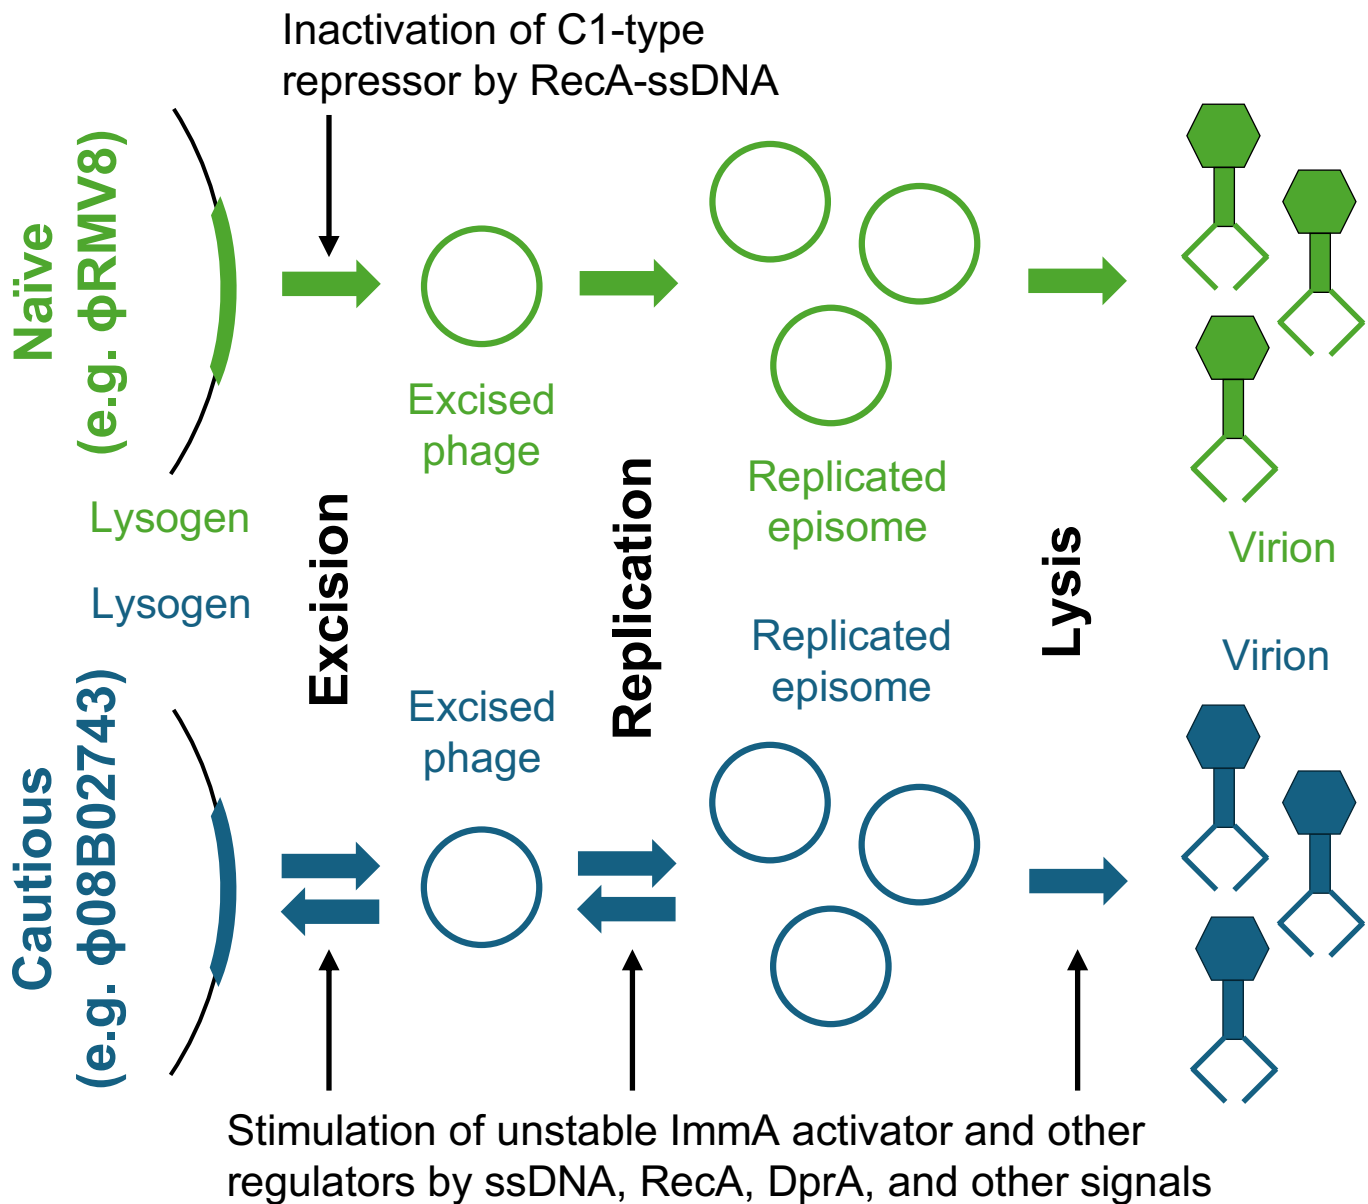 Inactivation of C1-type
repressor by RecA-ssDNA
Naïve
(e.g. ϕRMV8)
Excised
phage
Replicated
episome
Lysogen
Virion
Excision
Replication
Lysis
Lysogen
Replicated
episome
Virion
Excised
phage
Cautious
(e.g. ϕ08B02743)
Stimulation of unstable ImmA activator and other
regulators by ssDNA, RecA, DprA, and other signals